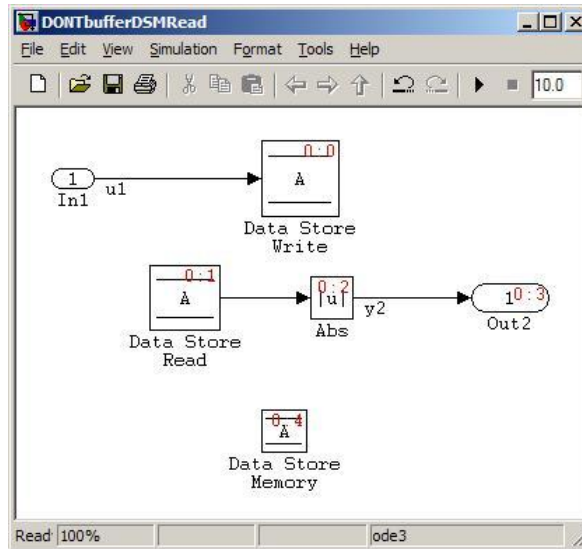 DONTbufferDSMRead
File Edit View Simulation Format Tools Help
10.0
0:0
1
A
u1
In1
Data Store
Write
0:1
0:2
A
|u|
1
0:3
y2
Abs
Out2
Data Store
Read
0:4
A
Data Store
Memory
Read
100%
ode3